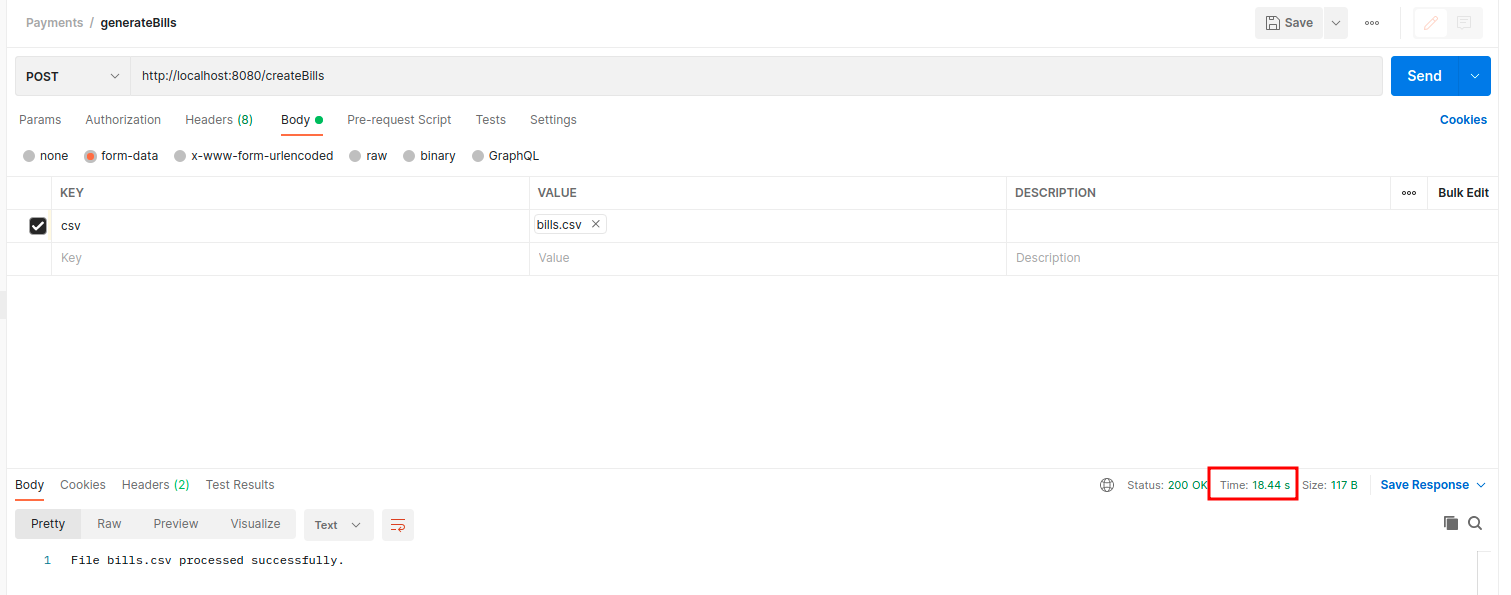 Payments / generateBills Save
POST http://localhost:8080/createBills Send
Params Authorization Headers (8) Body Pre-request Script Tests Settings Cookies
none form-data x-www-form-urlencoded raw binary GraphQL
KEY VALUE DESCRIPTION Bulk Edit
csv bills.csv
Key Value Description
Body Cookies Headers (2) Test Results Status: 200 OK Time: 18.44 s Size: 117 B Save Response
Pretty Raw Preview Visualize Text
1 File bills.csv processed successfully.